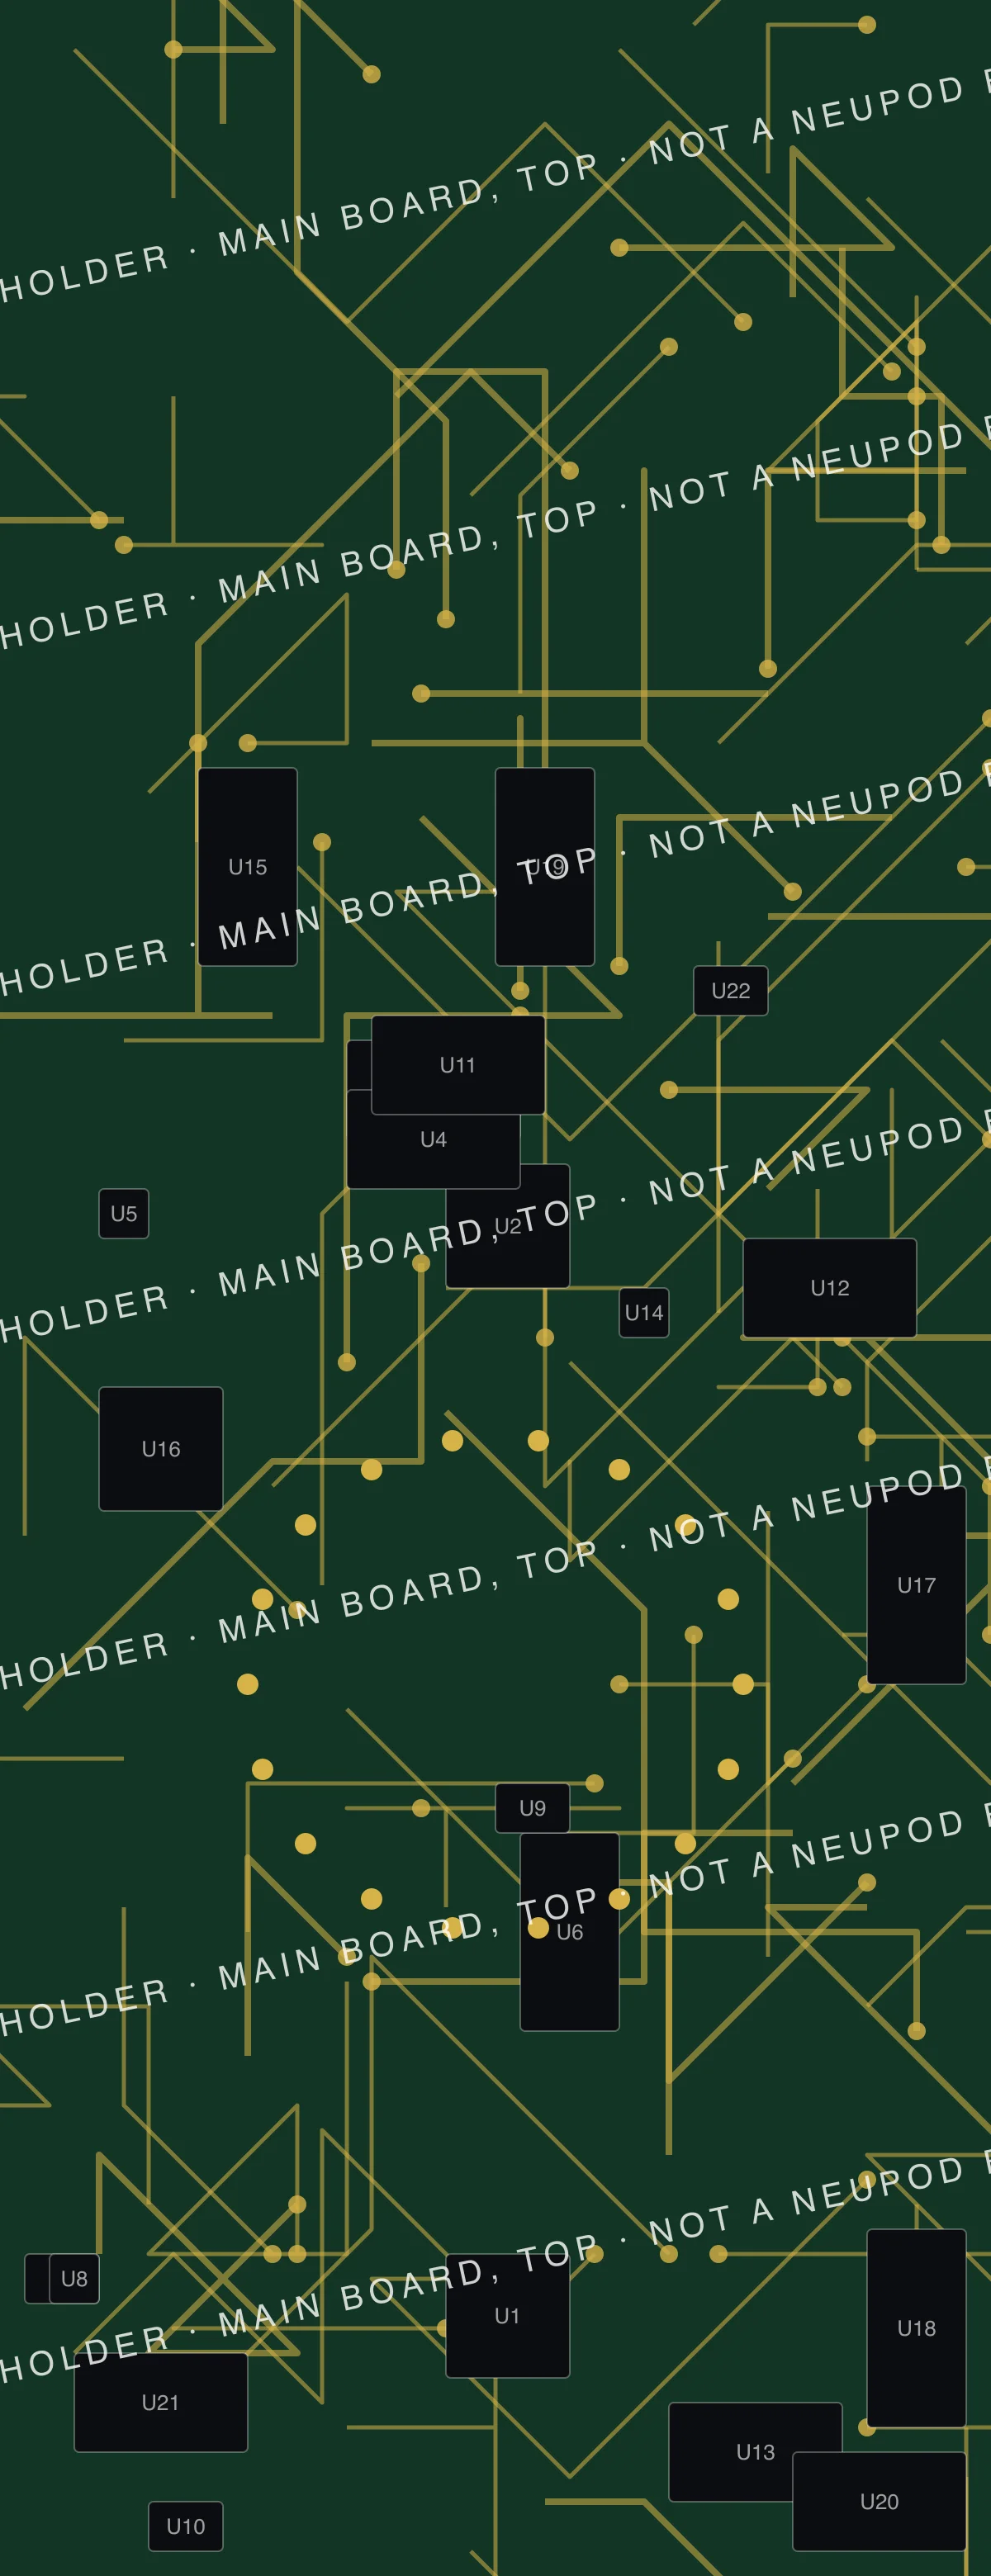 HOLDER · MAIN BOARD, TOP · NOT A NEUPOD
HOLDER · MAIN BOARD, TOP · NOT A NEUPOD
HOLDER · MAIN BOARD, TOP · NOT A NEUPOD
U15
U19
U22
U11
U4
HOLDER · MAIN BOARD, TOP · NOT A NEUPOD
U5
U2
U12
U14
U16
HOLDER · MAIN BOARD, TOP · NOT A NEUPOD
U17
U9
HOLDER · MAIN BOARD, TOP · NOT A NEUPOD
U6
HOLDER · MAIN BOARD, TOP · NOT A NEUPOD
U8
U1
U18
U21
U13
U20
U10